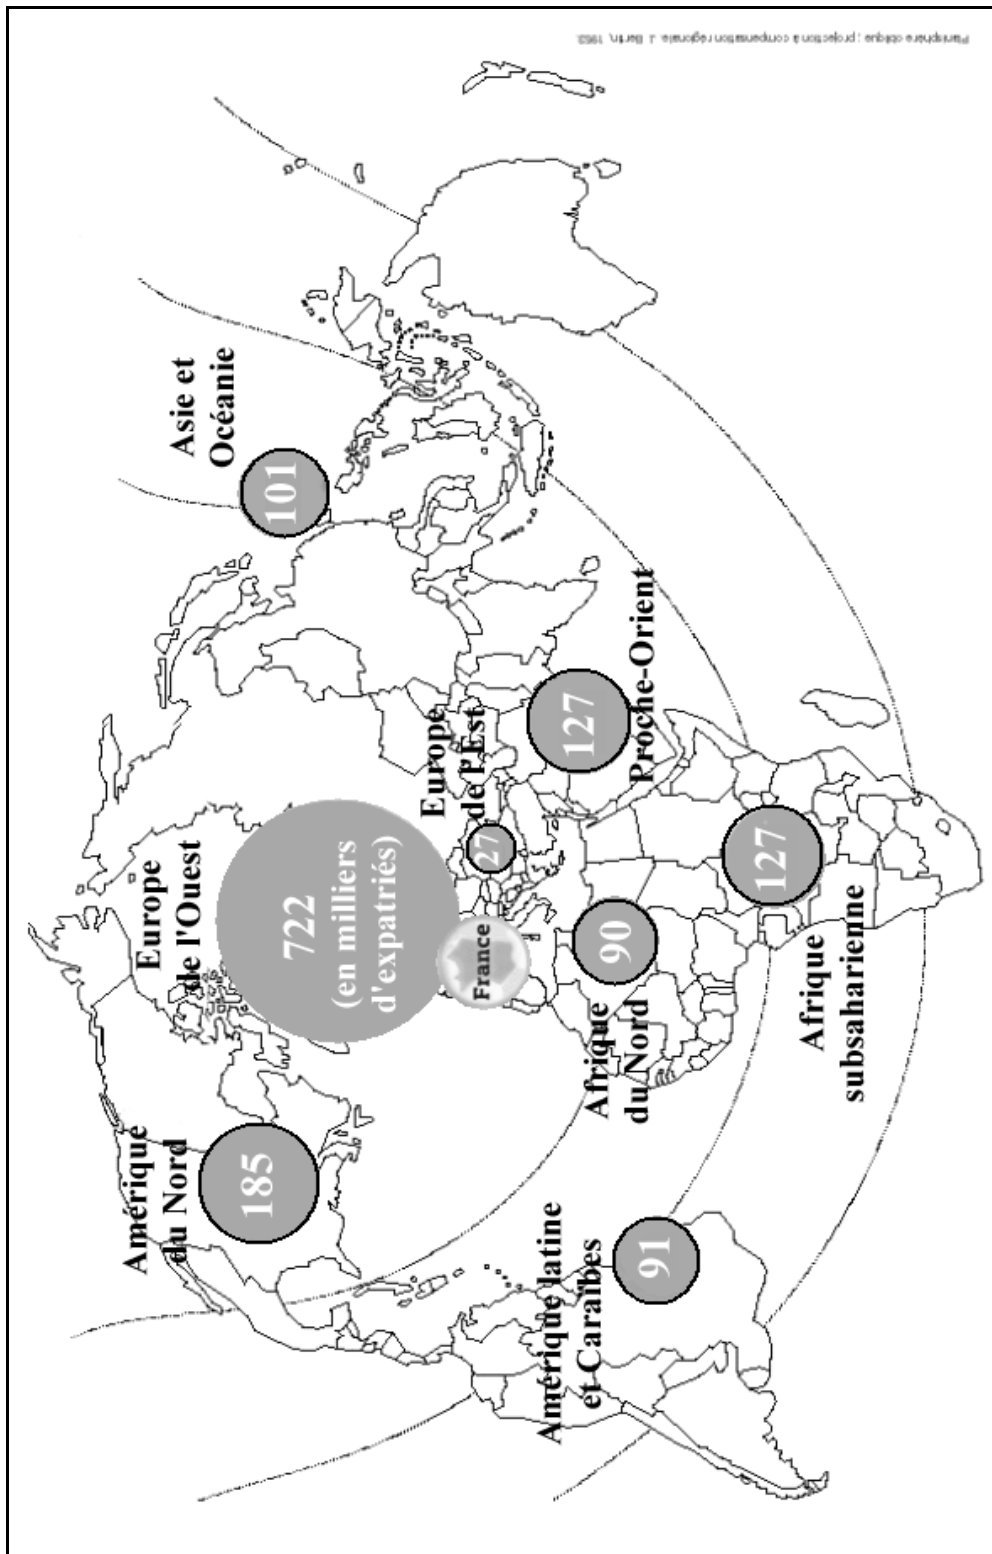 Amérique
du Nord
185
Europe
de l'Ouest
722
(en milliers
d'expatriés)
France
Europe
de l'Est
27
Asie et
Océanie
101
Amérique latine
et Caraïbes
91
Afrique
du Nord
90
Proche-Orient
127
Afrique
subsaharienne
127
Planisphère oblique ; projection à compensation régionale. J. Bertin, 1953.